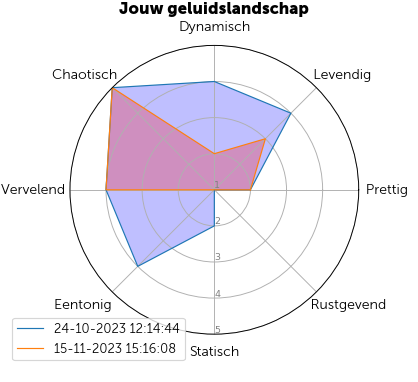 Jouw geluidslandschap
Dynamisch
Chaotisch
Levendig
Vervelend
1
Prettig
2
3
4
5
Eentonig
Rustgevend
Statisch
24-10-2023 12:14:44
15-11-2023 15:16:08